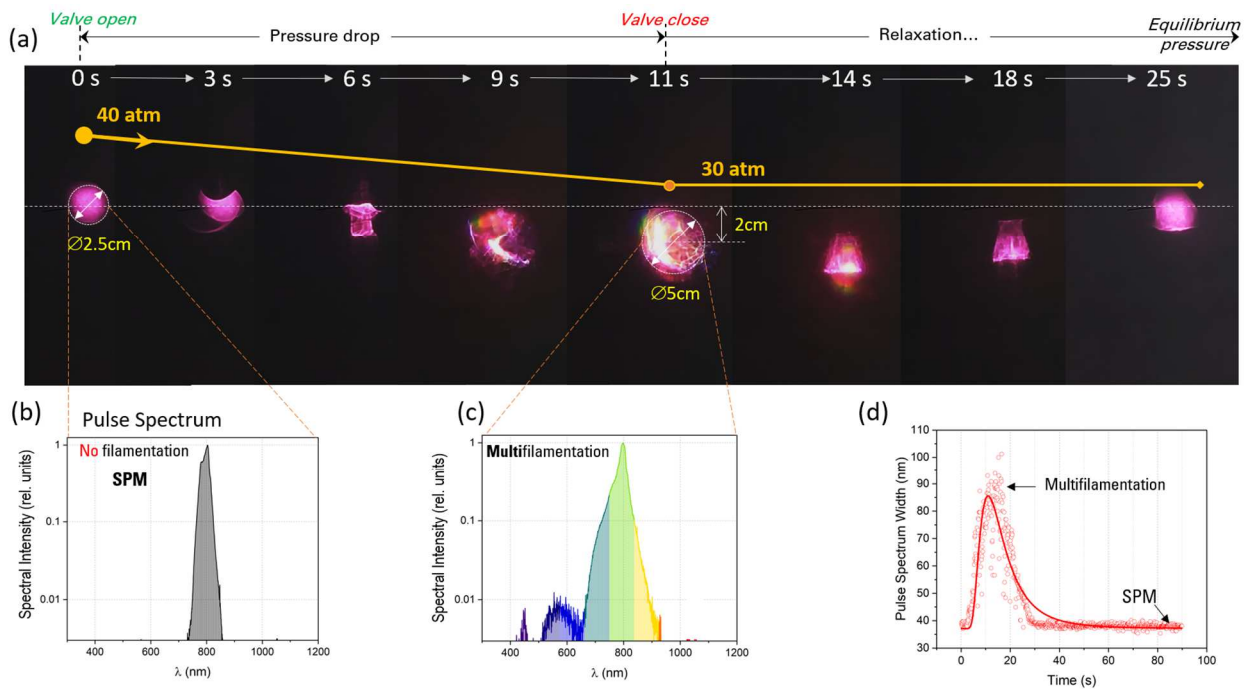 Valve open
Valve close
Equilibrium
pressure
(a)
Pressure drop
Relaxation…
0 s
3 s
6 s
9 s
11 s
14 s
18 s
25 s
40 atm
30 atm
2cm
∅2.5cm
∅5cm
(b)
Pulse Spectrum
No filamentation
SPM
Spectral Intensity (rel. units)
1
0.1
0.01
400 600 800 1000 1200
λ (nm)
(c)
Multifilamentation
Spectral Intensity (rel. units)
1
0.1
0.01
400 600 800 1000 1200
λ (nm)
(d)
Pulse Spectrum Width (nm)
110
100
90
80
70
60
50
40
30
Multifilamentation
SPM
0 20 40 60 80 100
Time (s)